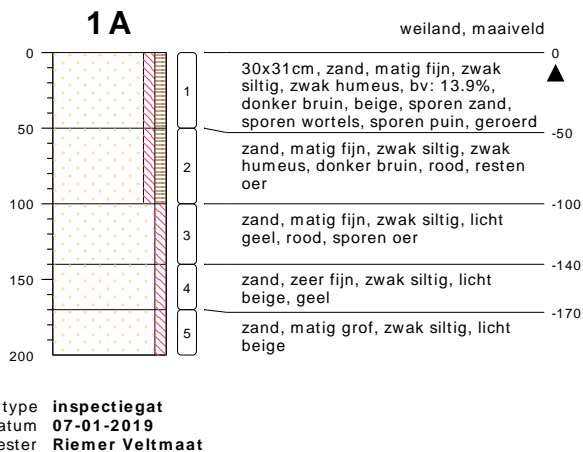 1A
weiland, maaiveld
0
0
30x31cm, zand, matig fijn, zwak
siltig, zwak humeus, bv: 13.9%,
donker bruin, beige, sporen zand,
sporen wortels, sporen puin, geroerd
1
50
-50
zand, matig fijn, zwak siltig, zwak
humeus, donker bruin, rood, resten
oer
2
100
-100
zand, matig fijn, zwak siltig, licht
geel, rood, sporen oer
3
-140
150
zand, zeer fijn, zwak siltig, licht
beige, geel
4
-170
zand, matig grof, zwak siltig, licht
beige
5
200
type inspectiegat
atum 07-01-2019
ester Riemer Veltmaat